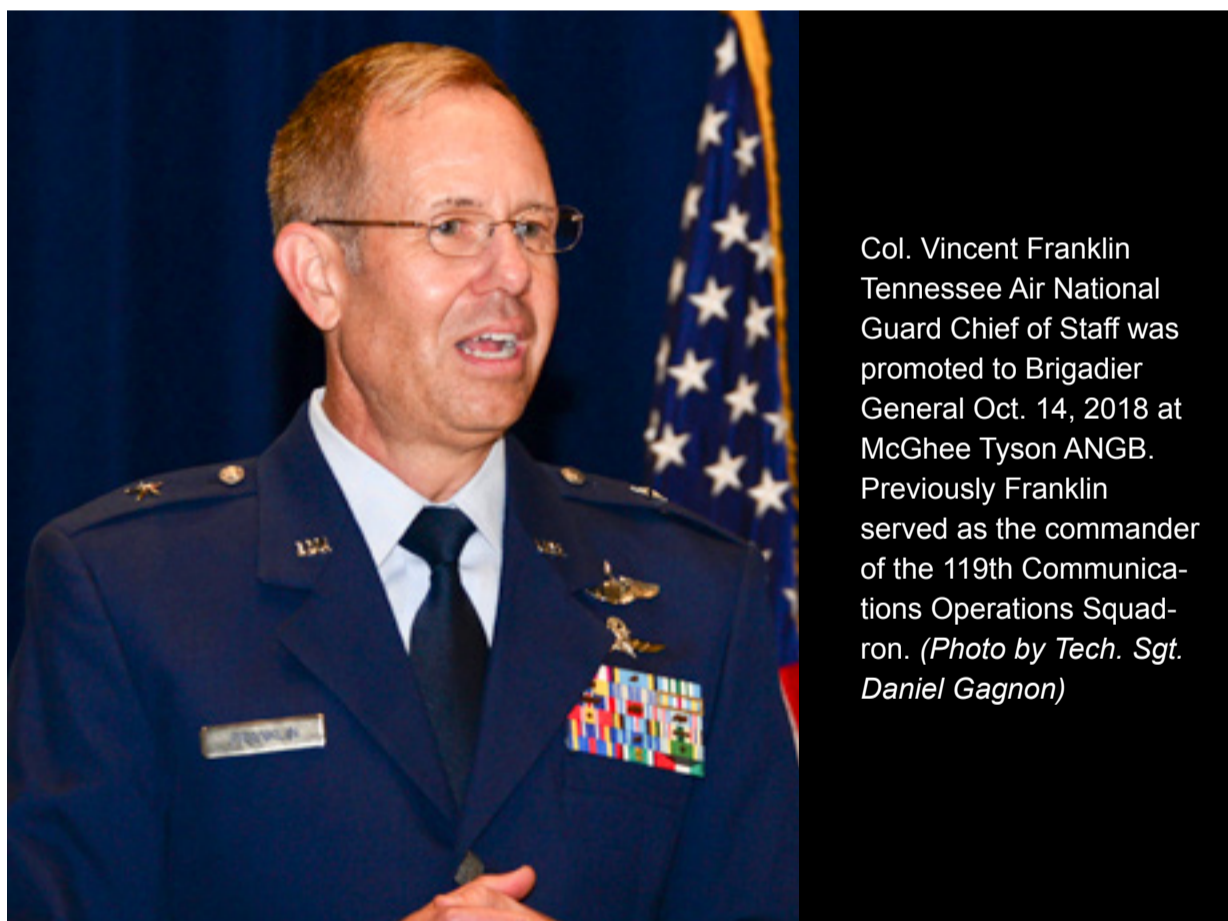 Col. Vincent Franklin
Tennessee Air National
Guard Chief of Staff was
promoted to Brigadier
General Oct. 14, 2018 at
McGhee Tyson ANGB.
Previously Franklin
served as the commander
of the 119th Communica-
tions Operations Squad-
ron. (Photo by Tech. Sgt.
Daniel Gagnon)